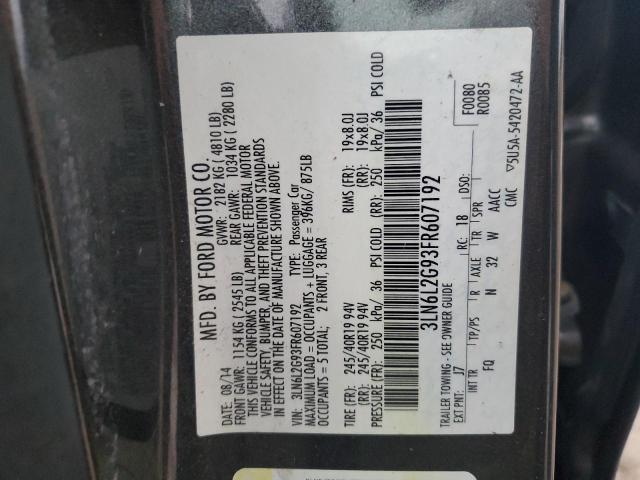 MFD. BY FORD MOTOR CO.
DATE: 08/14 GVWR: 2182 KG ( 4810 LB)
FRONT GAWR: 1154 KG ( 2545 LB) REAR GAWR: 1034 KG ( 2280 LB)
THIS VEHICLE CONFORMS TO ALL APPLICABLE FEDERAL MOTOR
VEHICLE SAFETY, BUMPER, AND THEFT PREVENTION STANDARDS
IN EFFECT ON THE DATE OF MANUFACTURE SHOWN ABOVE.
VIN: 3LN6L2G93FR607192 TYPE: Passenger Car
MAXIMUM LOAD = OCCUPANTS + LUGGAGE = 396KG/ 875LB
OCCUPANTS = 5 TOTAL; 2 FRONT, 3 REAR
TIRE (FR): 245/40R19 94V RIMS (FR): 19x8.0J
(RR): 245/40R19 94V (RR): 19x8.0J
PRESSURE (FR): 250 kPa/ 36 PSI COLD (RR): 250 kPa/ 36 PSI COLD
3LN6L2G93FR607192
TRAILER TOWING - SEE OWNER GUIDE
F0080
R0085
EXT PNT: J7 RC: 18 DSO:
INT TR TP/PS R AXLE TR SPR
FQ N 32 W AACC
CMC
▽5U5A-5420472-AA